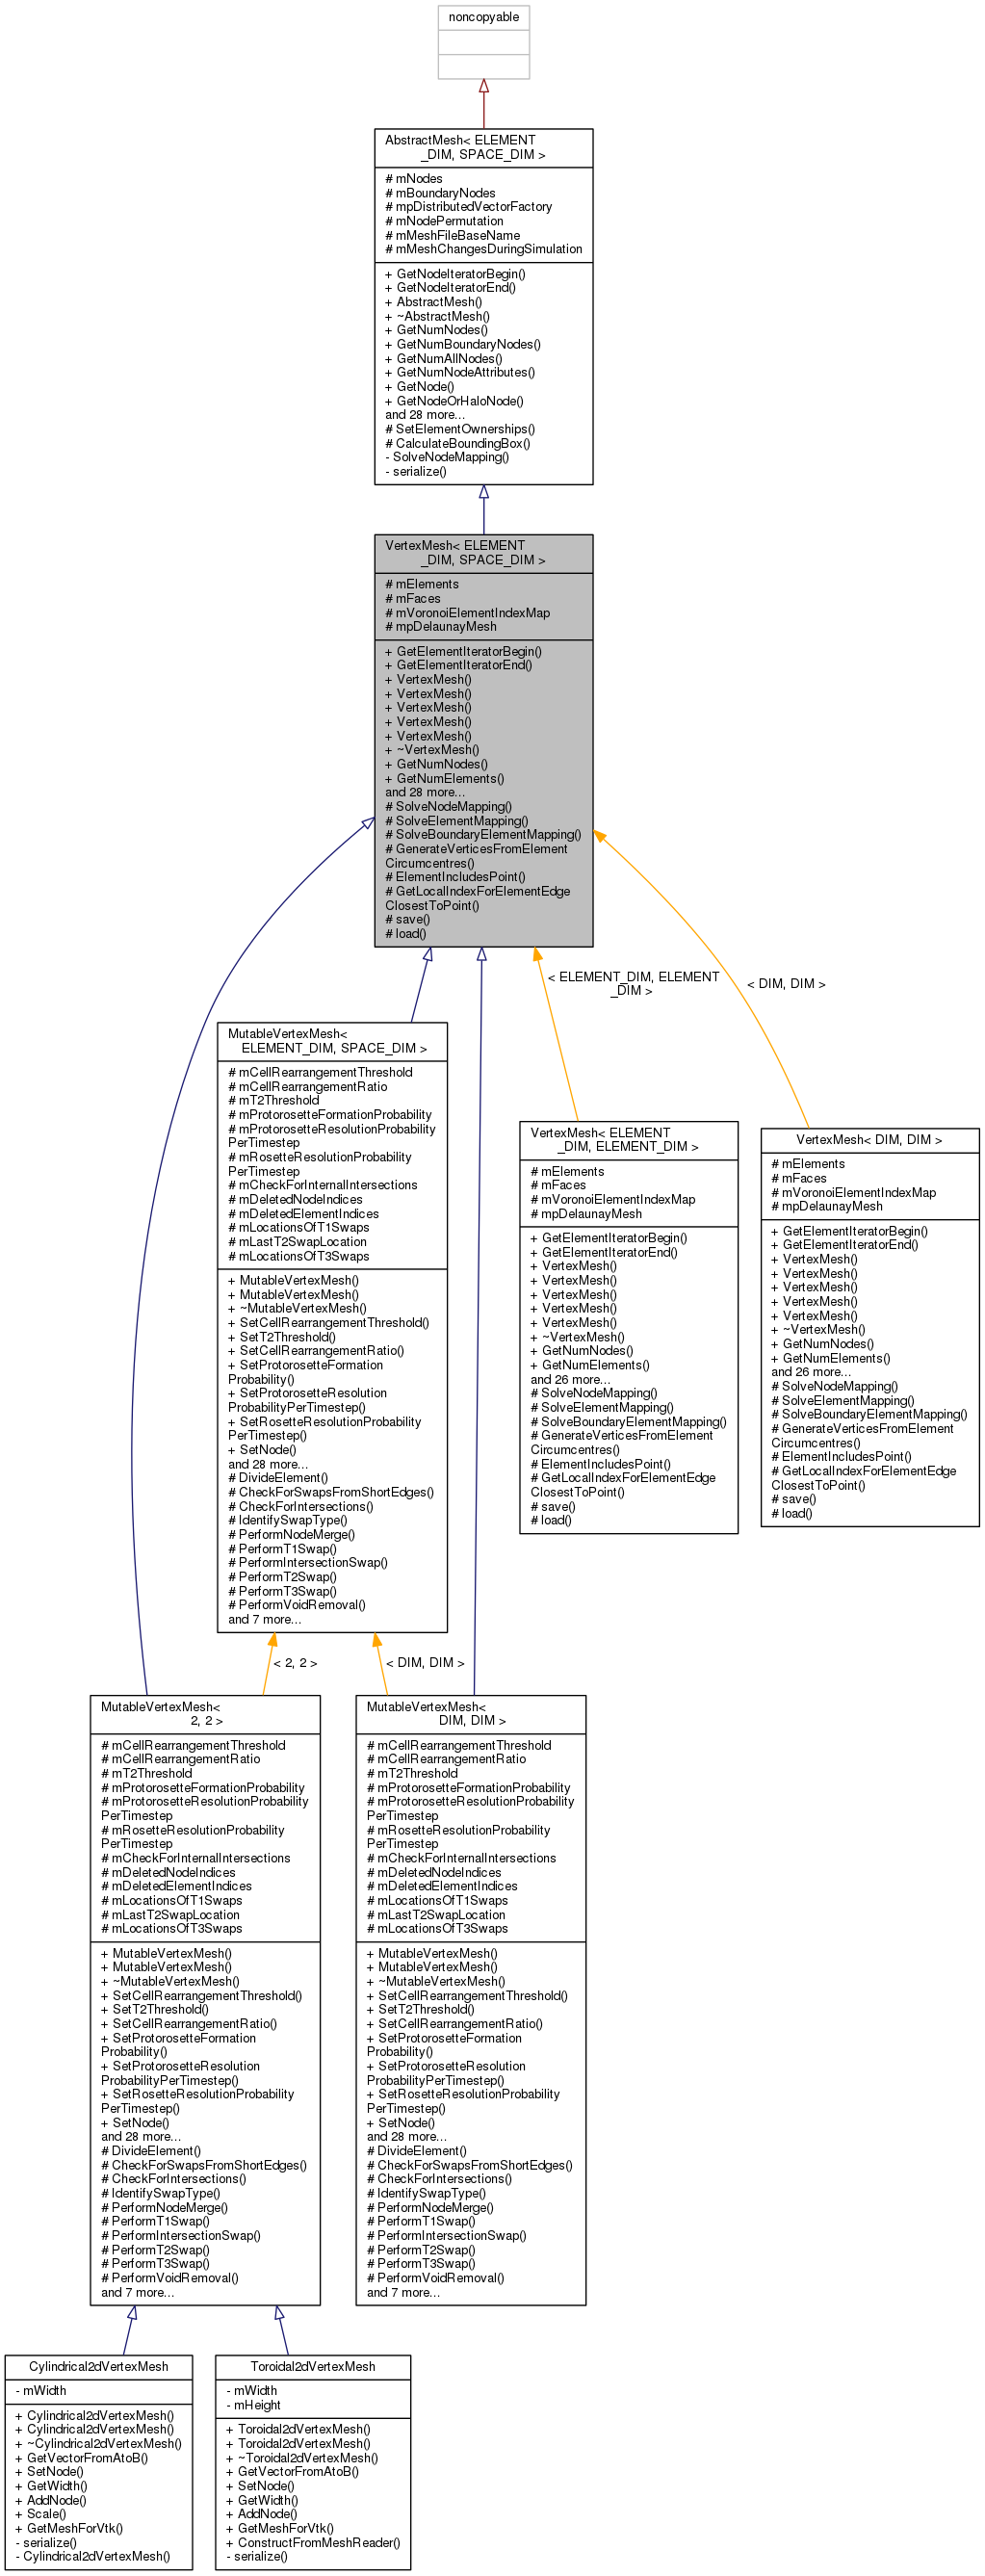 noncopyable
AbstractMesh< ELEMENT
_DIM, SPACE_DIM >
# mNodes
# mBoundaryNodes
# mpDistributedVectorFactory
# mNodePermutation
# mMeshFileBaseName
# mMeshChangesDuringSimulation
+ GetNodeIteratorBegin()
+ GetNodeIteratorEnd()
+ AbstractMesh()
+ ~AbstractMesh()
+ GetNumNodes()
+ GetNumBoundaryNodes()
+ GetNumAllNodes()
+ GetNumNodeAttributes()
+ GetNode()
+ GetNodeOrHaloNode()
and 28 more...
# SetElementOwnerships()
# CalculateBoundingBox()
- SolveNodeMapping()
- serialize()
VertexMesh< ELEMENT
_DIM, SPACE_DIM >
# mElements
# mFaces
# mVoronoiElementIndexMap
# mpDelaunayMesh
+ GetElementIteratorBegin()
+ GetElementIteratorEnd()
+ VertexMesh()
+ VertexMesh()
+ VertexMesh()
+ VertexMesh()
+ VertexMesh()
+ ~VertexMesh()
+ GetNumNodes()
+ GetNumElements()
and 28 more...
# SolveNodeMapping()
# SolveElementMapping()
# SolveBoundaryElementMapping()
# GenerateVerticesFromElement
Circumcentres()
# ElementIncludesPoint()
# GetLocalIndexForElementEdge
ClosestToPoint()
# save()
# load()
< ELEMENT_DIM, ELEMENT
_DIM >
< DIM, DIM >
MutableVertexMesh<
ELEMENT_DIM, SPACE_DIM >
# mCellRearrangementThreshold
# mCellRearrangementRatio
# mT2Threshold
# mProtorosetteFormationProbability
# mProtorosetteResolutionProbability
PerTimestep
# mRosetteResolutionProbability
PerTimestep
# mCheckForInternalIntersections
# mDeletedNodeIndices
# mDeletedElementIndices
# mLocationsOfT1Swaps
# mLastT2SwapLocation
# mLocationsOfT3Swaps
+ MutableVertexMesh()
+ MutableVertexMesh()
+ ~MutableVertexMesh()
+ SetCellRearrangementThreshold()
+ SetT2Threshold()
+ SetCellRearrangementRatio()
+ SetProtorosetteFormation
Probability()
+ SetProtorosetteResolution
ProbabilityPerTimestep()
+ SetRosetteResolutionProbability
PerTimestep()
+ SetNode()
and 28 more...
# DivideElement()
# CheckForSwapsFromShortEdges()
# CheckForIntersections()
# IdentifySwapType()
# PerformNodeMerge()
# PerformT1Swap()
# PerformIntersectionSwap()
# PerformT2Swap()
# PerformT3Swap()
# PerformVoidRemoval()
and 7 more...
VertexMesh< ELEMENT
_DIM, ELEMENT_DIM >
# mElements
# mFaces
# mVoronoiElementIndexMap
# mpDelaunayMesh
+ GetElementIteratorBegin()
+ GetElementIteratorEnd()
+ VertexMesh()
+ VertexMesh()
+ VertexMesh()
+ VertexMesh()
+ VertexMesh()
+ ~VertexMesh()
+ GetNumNodes()
+ GetNumElements()
and 26 more...
# SolveNodeMapping()
# SolveElementMapping()
# SolveBoundaryElementMapping()
# GenerateVerticesFromElement
Circumcentres()
# ElementIncludesPoint()
# GetLocalIndexForElementEdge
ClosestToPoint()
# save()
# load()
VertexMesh< DIM, DIM >
# mElements
# mFaces
# mVoronoiElementIndexMap
# mpDelaunayMesh
+ GetElementIteratorBegin()
+ GetElementIteratorEnd()
+ VertexMesh()
+ VertexMesh()
+ VertexMesh()
+ VertexMesh()
+ VertexMesh()
+ ~VertexMesh()
+ GetNumNodes()
+ GetNumElements()
and 26 more...
# SolveNodeMapping()
# SolveElementMapping()
# SolveBoundaryElementMapping()
# GenerateVerticesFromElement
Circumcentres()
# ElementIncludesPoint()
# GetLocalIndexForElementEdge
ClosestToPoint()
# save()
# load()
< 2, 2 >
< DIM, DIM >
MutableVertexMesh<
2, 2 >
# mCellRearrangementThreshold
# mCellRearrangementRatio
# mT2Threshold
# mProtorosetteFormationProbability
# mProtorosetteResolutionProbability
PerTimestep
# mRosetteResolutionProbability
PerTimestep
# mCheckForInternalIntersections
# mDeletedNodeIndices
# mDeletedElementIndices
# mLocationsOfT1Swaps
# mLastT2SwapLocation
# mLocationsOfT3Swaps
+ MutableVertexMesh()
+ MutableVertexMesh()
+ ~MutableVertexMesh()
+ SetCellRearrangementThreshold()
+ SetT2Threshold()
+ SetCellRearrangementRatio()
+ SetProtorosetteFormation
Probability()
+ SetProtorosetteResolution
ProbabilityPerTimestep()
+ SetRosetteResolutionProbability
PerTimestep()
+ SetNode()
and 28 more...
# DivideElement()
# CheckForSwapsFromShortEdges()
# CheckForIntersections()
# IdentifySwapType()
# PerformNodeMerge()
# PerformT1Swap()
# PerformIntersectionSwap()
# PerformT2Swap()
# PerformT3Swap()
# PerformVoidRemoval()
and 7 more...
MutableVertexMesh<
DIM, DIM >
# mCellRearrangementThreshold
# mCellRearrangementRatio
# mT2Threshold
# mProtorosetteFormationProbability
# mProtorosetteResolutionProbability
PerTimestep
# mRosetteResolutionProbability
PerTimestep
# mCheckForInternalIntersections
# mDeletedNodeIndices
# mDeletedElementIndices
# mLocationsOfT1Swaps
# mLastT2SwapLocation
# mLocationsOfT3Swaps
+ MutableVertexMesh()
+ MutableVertexMesh()
+ ~MutableVertexMesh()
+ SetCellRearrangementThreshold()
+ SetT2Threshold()
+ SetCellRearrangementRatio()
+ SetProtorosetteFormation
Probability()
+ SetProtorosetteResolution
ProbabilityPerTimestep()
+ SetRosetteResolutionProbability
PerTimestep()
+ SetNode()
and 28 more...
# DivideElement()
# CheckForSwapsFromShortEdges()
# CheckForIntersections()
# IdentifySwapType()
# PerformNodeMerge()
# PerformT1Swap()
# PerformIntersectionSwap()
# PerformT2Swap()
# PerformT3Swap()
# PerformVoidRemoval()
and 7 more...
Cylindrical2dVertexMesh
- mWidth
+ Cylindrical2dVertexMesh()
+ Cylindrical2dVertexMesh()
+ ~Cylindrical2dVertexMesh()
+ GetVectorFromAtoB()
+ SetNode()
+ GetWidth()
+ AddNode()
+ Scale()
+ GetMeshForVtk()
- serialize()
- Cylindrical2dVertexMesh()
Toroidal2dVertexMesh
- mWidth
- mHeight
+ Toroidal2dVertexMesh()
+ Toroidal2dVertexMesh()
+ ~Toroidal2dVertexMesh()
+ GetVectorFromAtoB()
+ SetNode()
+ GetWidth()
+ AddNode()
+ GetMeshForVtk()
+ ConstructFromMeshReader()
- serialize()